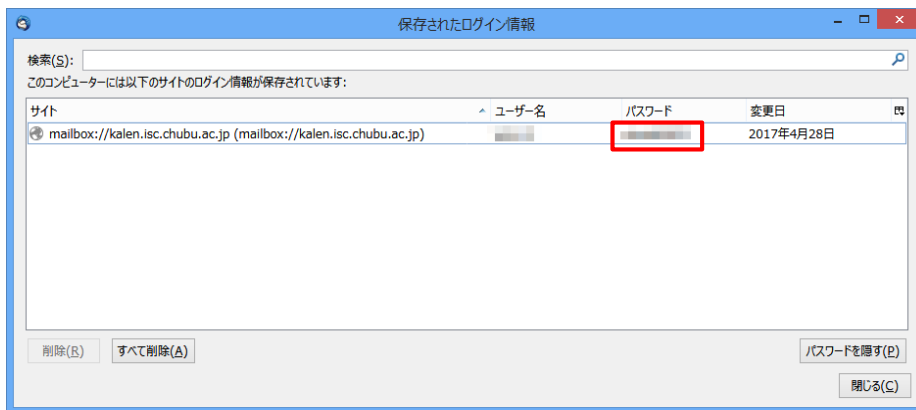 保存されたログイン情報
検索(S):
このコンピューターには以下のサイトのログイン情報が保存されています:
サイト ユーザー名 パスワード 変更日
mailbox://kalen.isc.chubu.ac.jp (mailbox://kalen.isc.chubu.ac.jp) 2017年4月28日
削除(R) すべて削除(A) パスワードを隠す(P)
閉じる(C)